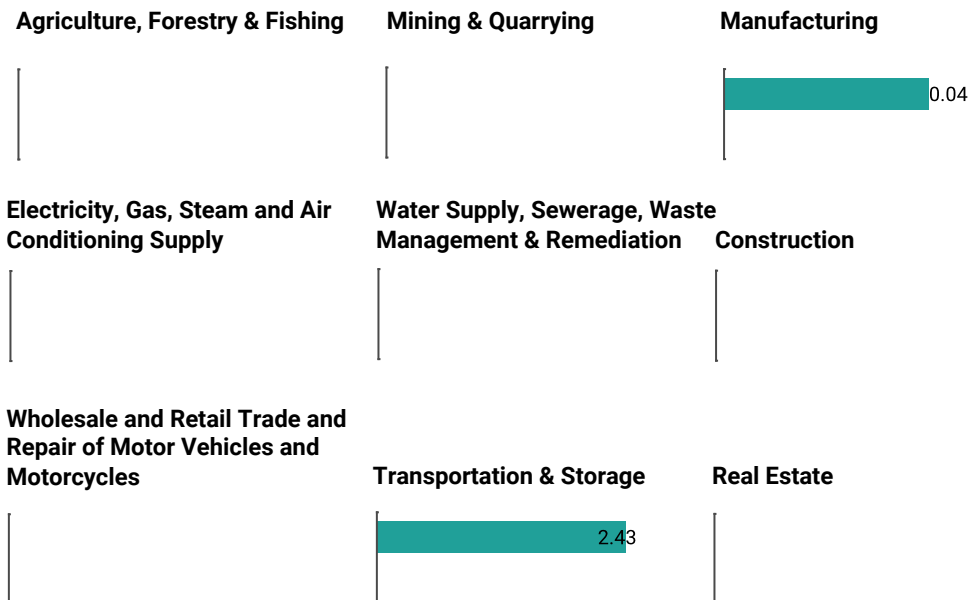 Agriculture, Forestry & Fishing
Mining & Quarrying
Manufacturing
0.04
Electricity, Gas, Steam and Air
Conditioning Supply
Water Supply, Sewerage, Waste
Management & Remediation
Construction
Wholesale and Retail Trade and
Repair of Motor Vehicles and
Motorcycles
Transportation & Storage
Real Estate
2.43